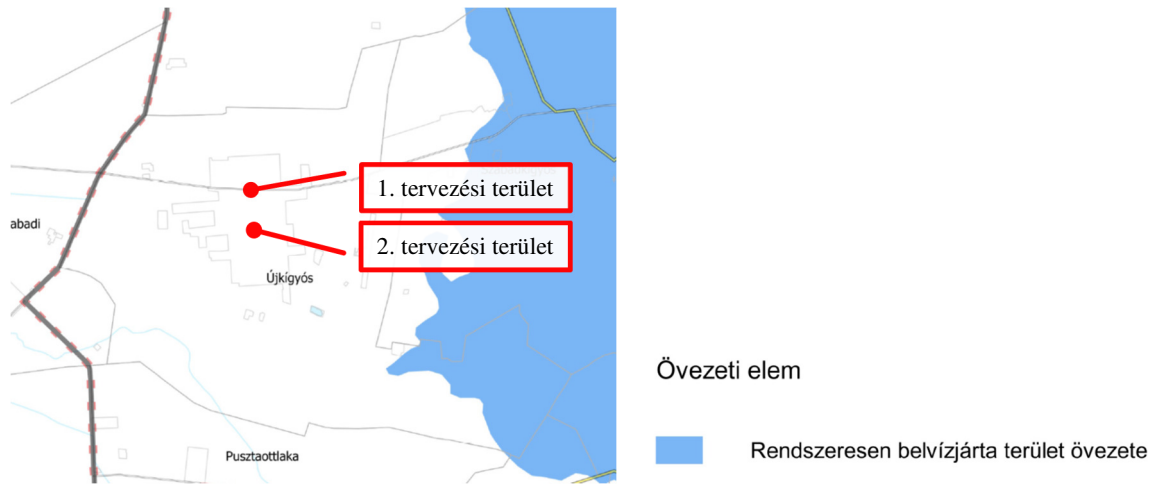 1. tervezési terület
abadi
2. tervezési terület
Újkígyós
Övezeti elem
Rendszeresen belvízjárta terület övezete
Pusztaottlaka